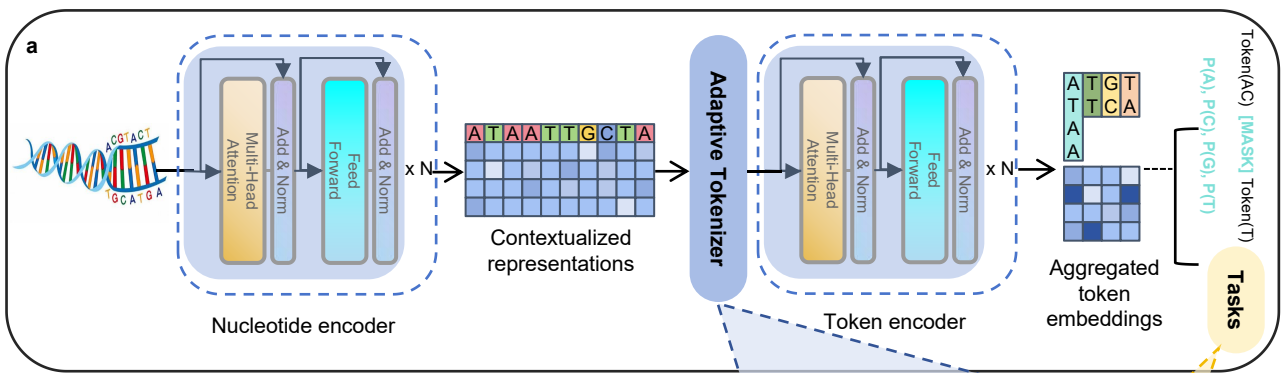 a
ACGTACT
TGCATGA
Multi-Head
Attention
Add & Norm
Feed
Forward
Add & Norm
x N
Nucleotide encoder
A T A A T T G C T A
Contextualized
representations
Adaptive Tokenizer
Multi-Head
Attention
Add & Norm
Feed
Forward
Add & Norm
x N
Token encoder
A T G T
T T C A
A
A
Aggregated
token
embeddings
Token(AC) [MASK] Token(T)
P(A), P(C), P(G), P(T)
Tasks